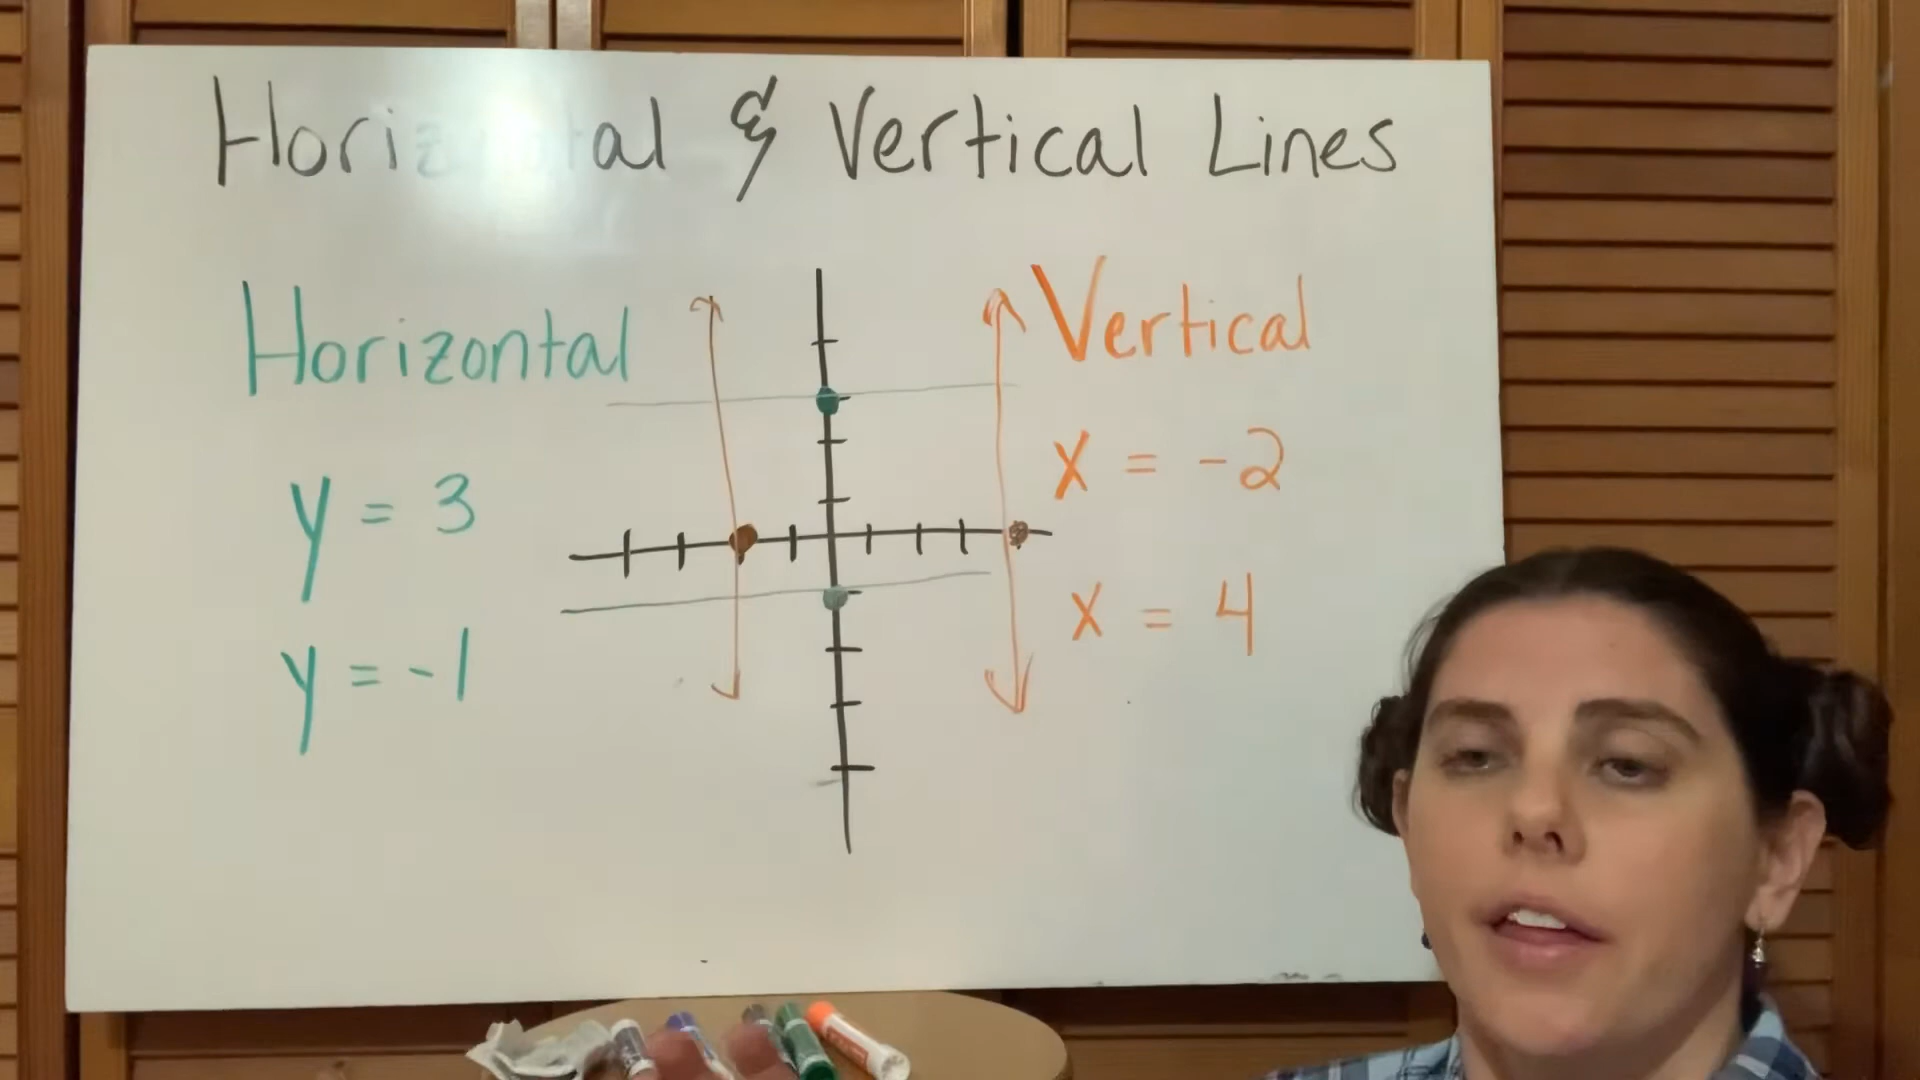 Horizontal & Vertical Lines
Horizontal
y = 3
y = -1
Vertical
x = -2
x = 4